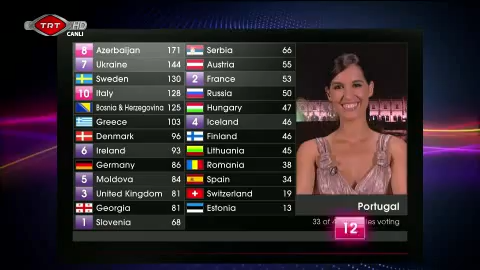 TRT HD
CANLI
8 Azerbaijan 171
7 Ukraine 144
Sweden 130
10 Italy 128
Bosnia & Herzegovina 125
Greece 103
Denmark 96
6 Ireland 93
Germany 86
5 Moldova 84
3 United Kingdom 81
Georgia 81
1 Slovenia 68
Serbia 66
Austria 55
2 France 53
Russia 50
Hungary 47
4 Iceland 46
Finland 46
Lithuania 45
Romania 38
Spain 34
Switzerland 19
Estonia 13
Portugal
33 of voting
12